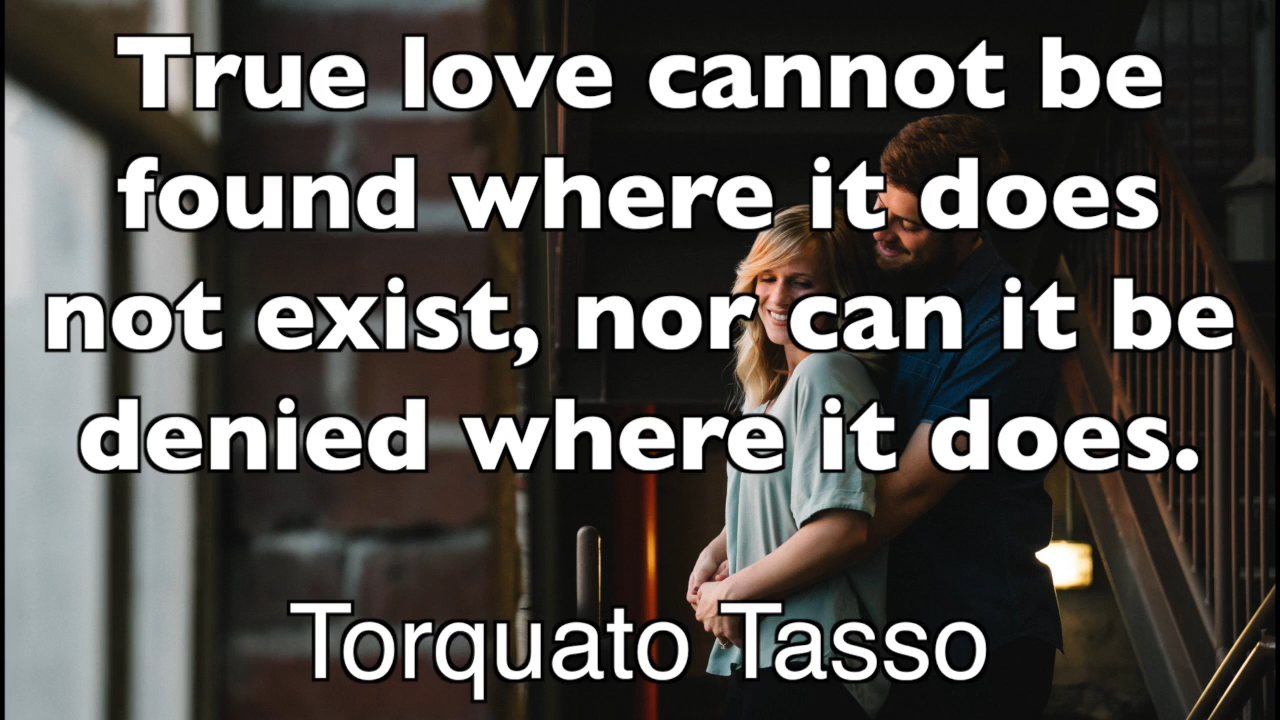 True love cannot be
found where it does
not exist, nor can it be
denied where it does.
Torquato Tasso